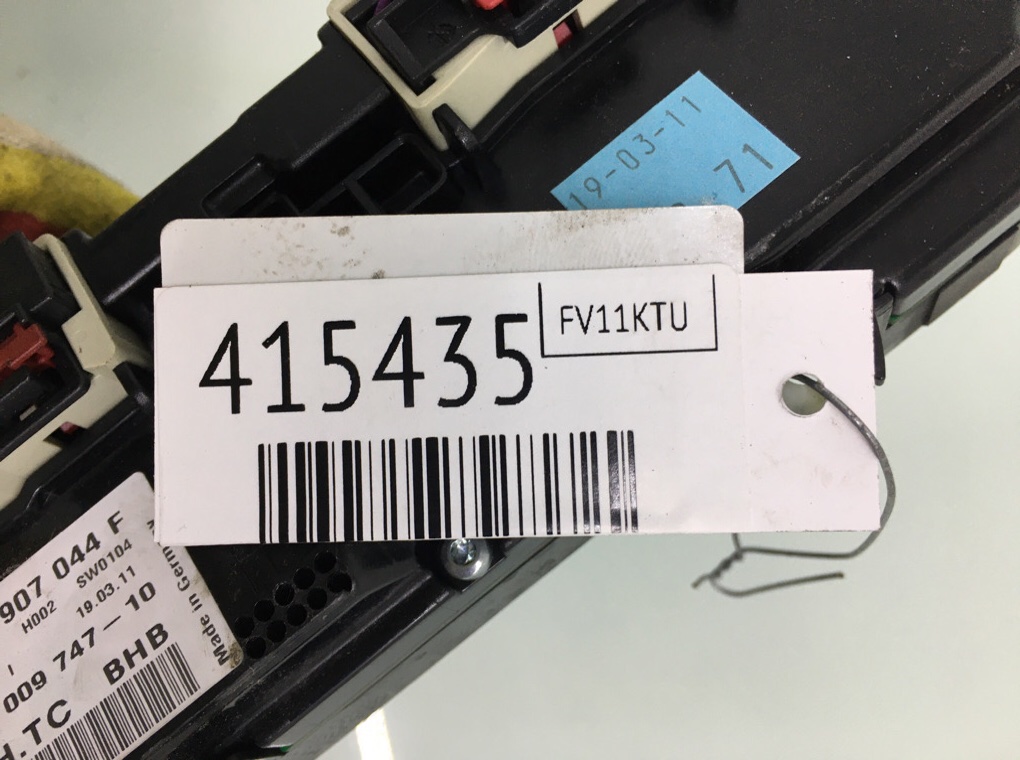 19-03-11
71
415435
FV11KTU
907 044 F
H002 SW0104
19.03.11
009 747-10
H.TC BHB
Made in Germ